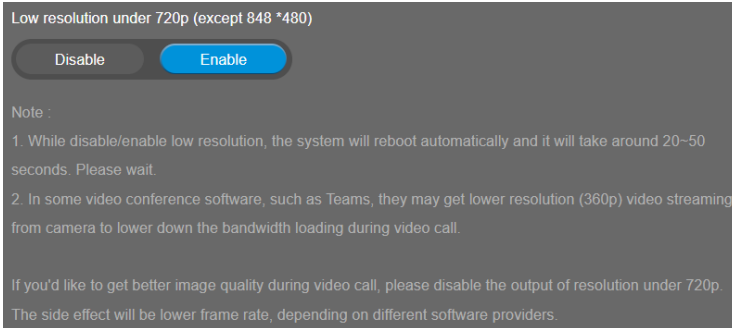 Low resolution under 720p (except 848 *480)
Disable Enable
Note :
1. While disable/enable low resolution, the system will reboot automatically and it will take around 20~50
seconds. Please wait.
2. In some video conference software, such as Teams, they may get lower resolution (360p) video streaming
from camera to lower down the bandwidth loading during video call.
If you'd like to get better image quality during video call, please disable the output of resolution under 720p.
The side effect will be lower frame rate, depending on different software providers.